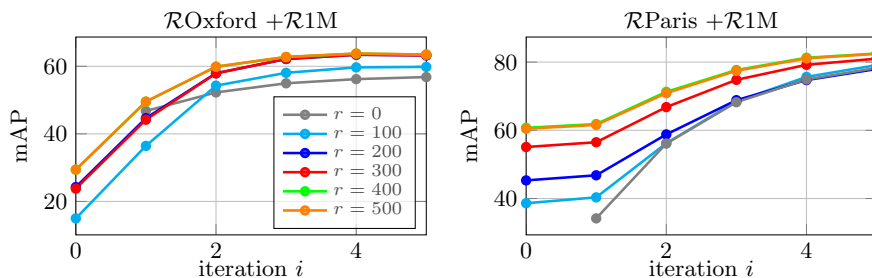 ROxford +R1M
mAP
60
40
20
0
2
4
iteration i
r = 0
r = 100
r = 200
r = 300
r = 400
r = 500
RParis +R1M
mAP
80
60
40
0
2
4
iteration i